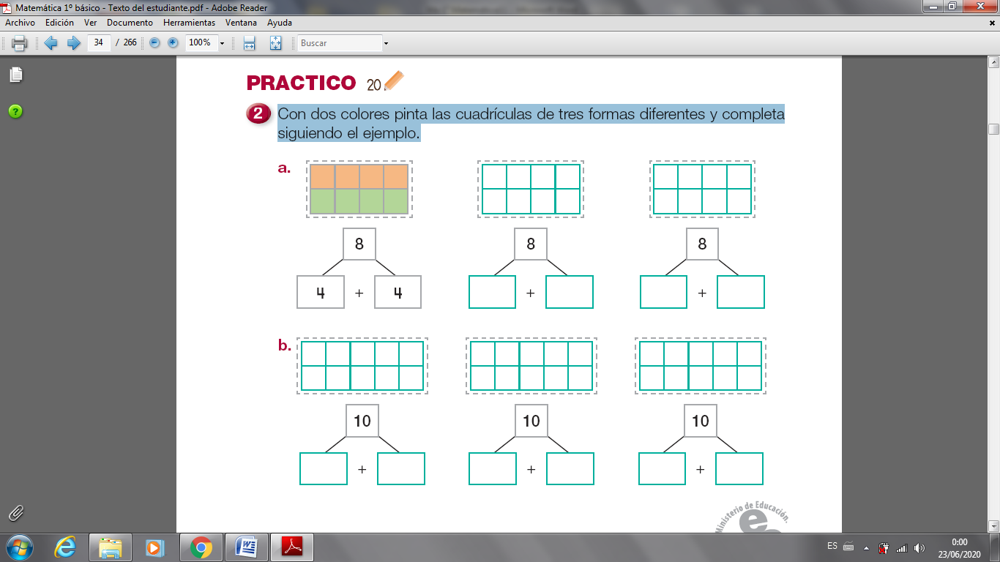 Matemática 1º básico - Texto del estudiante.pdf - Adobe Reader
Archivo Edición Ver Documento Herramientas Ventana Ayuda
34 / 266 100% Buscar
PRACTICO 20
2 Con dos colores pinta las cuadrículas de tres formas diferentes y completa
siguiendo el ejemplo.
a.
8 8 8
4 + 4 + +
b.
10 10 10
+ + +
Ministerio de Educación.
ES 0:00
23/06/2020